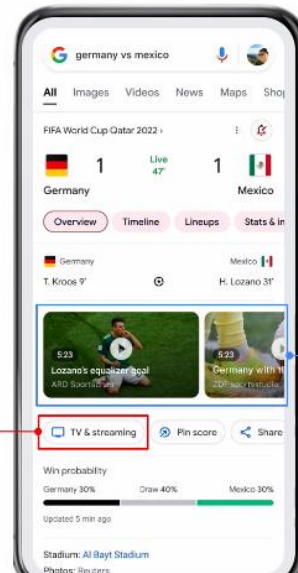 germany vs mexico
All Images Videos News Maps Shop
FIFA World Cup Qatar 2022 ›
1 Live 1
47'
Germany Mexico
Overview Timeline Lineups Stats & in
Germany Mexico
T. Kroos 9' H. Lozano 31'
5:23 5:23
Lozano's equalizer goal Germany with
ARD Sportschau ZDF sportstudio
TV & streaming Pin score Share
Win probability
Germany 30% Draw 40% Mexico 30%
Updated 5 min ago
Stadium: Al Bayt Stadium
Photos: Reuters